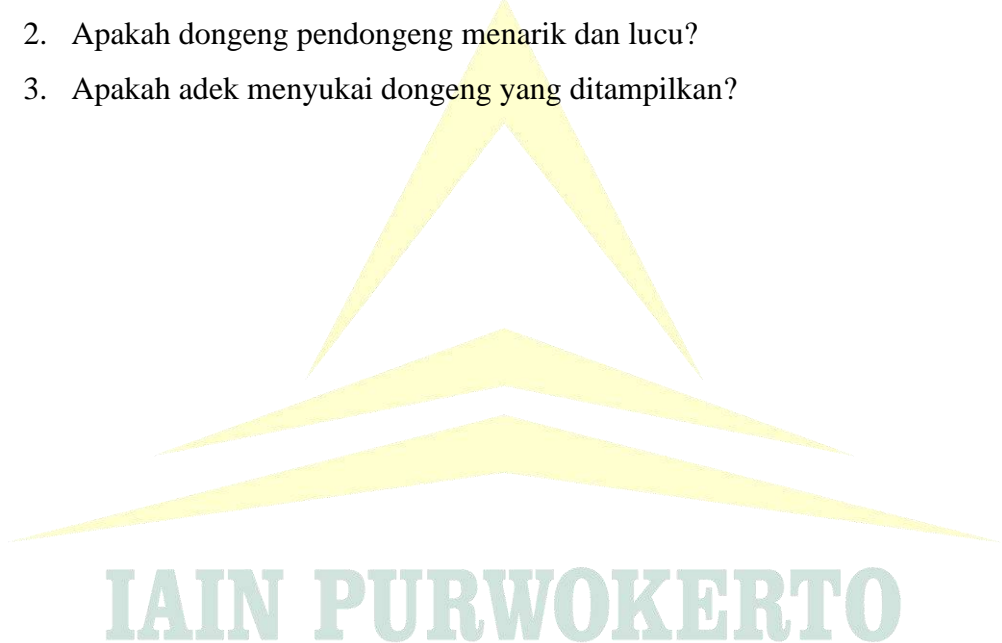 2. Apakah dongeng pendongeng menarik dan lucu?
3. Apakah adek menyukai dongeng yang ditampilkan?
IAIN PURWOKERTO